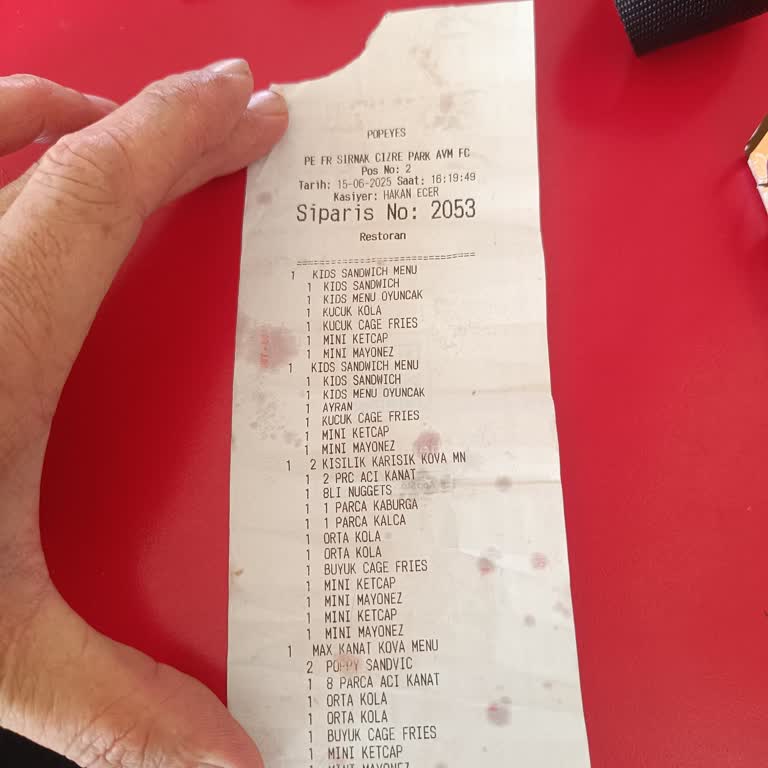 POPEYES
PE FR SIRNAK CIZRE PARK AVM FC
Pos No: 2
Tarih: 15-06-2025 Saat: 16:19:49
Kasiyer: HAKAN ECER
Siparis No: 2053
Restoran
================================
1 KIDS SANDWICH MENU
1 KIDS SANDWICH
1 KIDS MENU OYUNCAK
1 KUCUK KOLA
1 KUCUK CAGE FRIES
1 MINI KETCAP
1 MINI MAYONEZ
1 KIDS SANDWICH MENU
1 KIDS SANDWICH
1 KIDS MENU OYUNCAK
1 AYRAN
1 KUCUK CAGE FRIES
1 MINI KETCAP
1 MINI MAYONEZ
1 2 KISILIK KARISIK KOVA MN
1 2 PRC ACI KANAT
1 8LI NUGGETS
1 1 PARCA KABURGA
1 1 PARCA KALCA
1 ORTA KOLA
1 ORTA KOLA
1 BUYUK CAGE FRIES
1 MINI KETCAP
1 MINI MAYONEZ
1 MINI KETCAP
1 MINI MAYONEZ
1 MAX KANAT KOVA MENU
2 POPPY SANDVIC
1 8 PARCA ACI KANAT
1 ORTA KOLA
1 ORTA KOLA
1 BUYUK CAGE FRIES
1 MINI KETCAP
1 MINI MAYONEZ